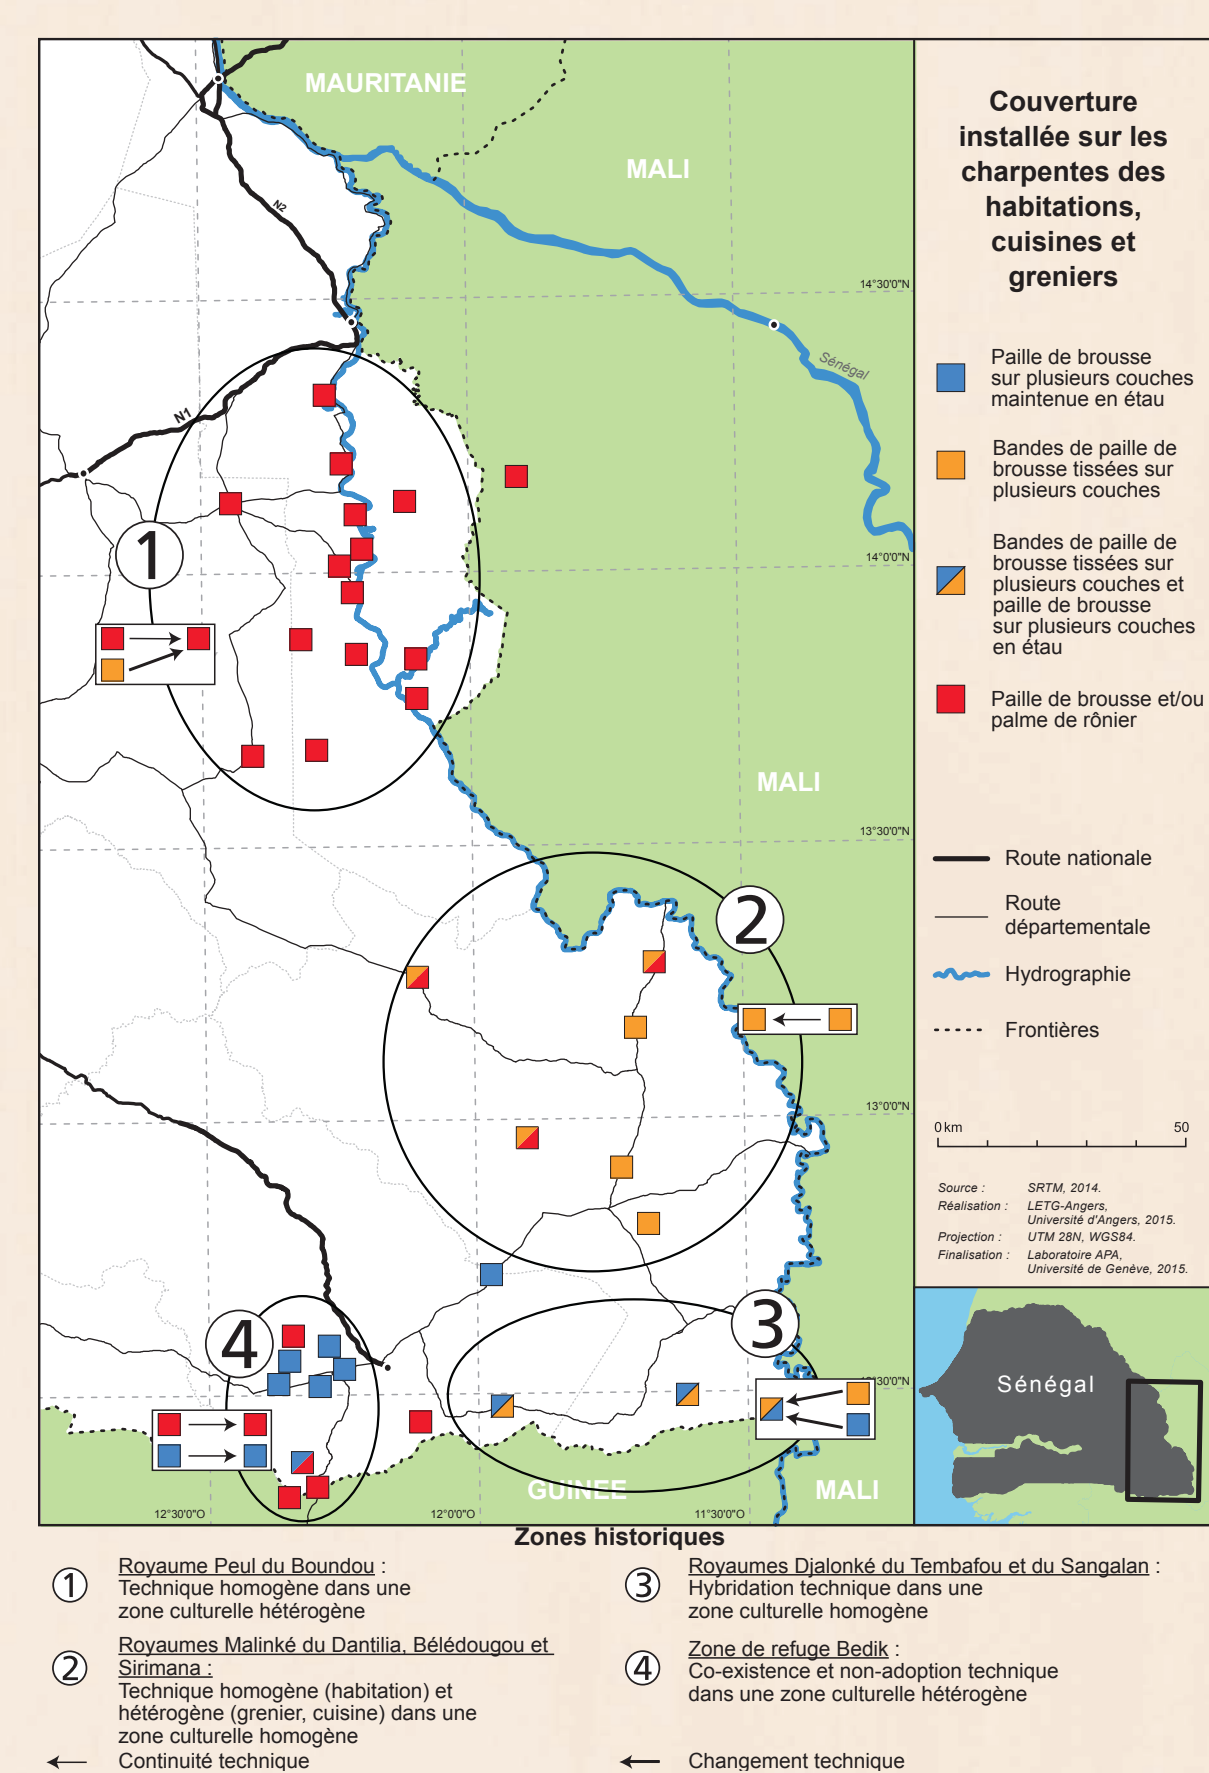 MAURITANIE
MALI
N2
14°30'0"N
Sénégal
N1
14°0'0"N
1
MALI
13°30'0"N
2
13°0'0"N
3
4
12°30'0"N
GUINEE
MALI
12°30'0"O
12°0'0"O
11°30'0"O
Couverture
installée sur les
charpentes des
habitations,
cuisines et
greniers
Paille de brousse
sur plusieurs couches
maintenue en étau
Bandes de paille de
brousse tissées sur
plusieurs couches
Bandes de paille de
brousse tissées sur
plusieurs couches et
paille de brousse
sur plusieurs couches
en étau
Paille de brousse et/ou
palme de rônier
Route nationale
Route
départementale
Hydrographie
Frontières
0 km 50
Source : SRTM, 2014.
Réalisation : LETG-Angers,
Université d'Angers, 2015.
Projection : UTM 28N, WGS84.
Finalisation : Laboratoire APA,
Université de Genève, 2015.
Sénégal
Zones historiques
1 Royaume Peul du Boundou :
Technique homogène dans une
zone culturelle hétérogène
2 Royaumes Malinké du Dantilia, Bélédougou et
Sirimana :
Technique homogène (habitation) et
hétérogène (grenier, cuisine) dans une
zone culturelle homogène
Continuité technique
3 Royaumes Djalonké du Tembafou et du Sangalan :
Hybridation technique dans une
zone culturelle homogène
4 Zone de refuge Bedik :
Co-existence et non-adoption technique
dans une zone culturelle hétérogène
Changement technique